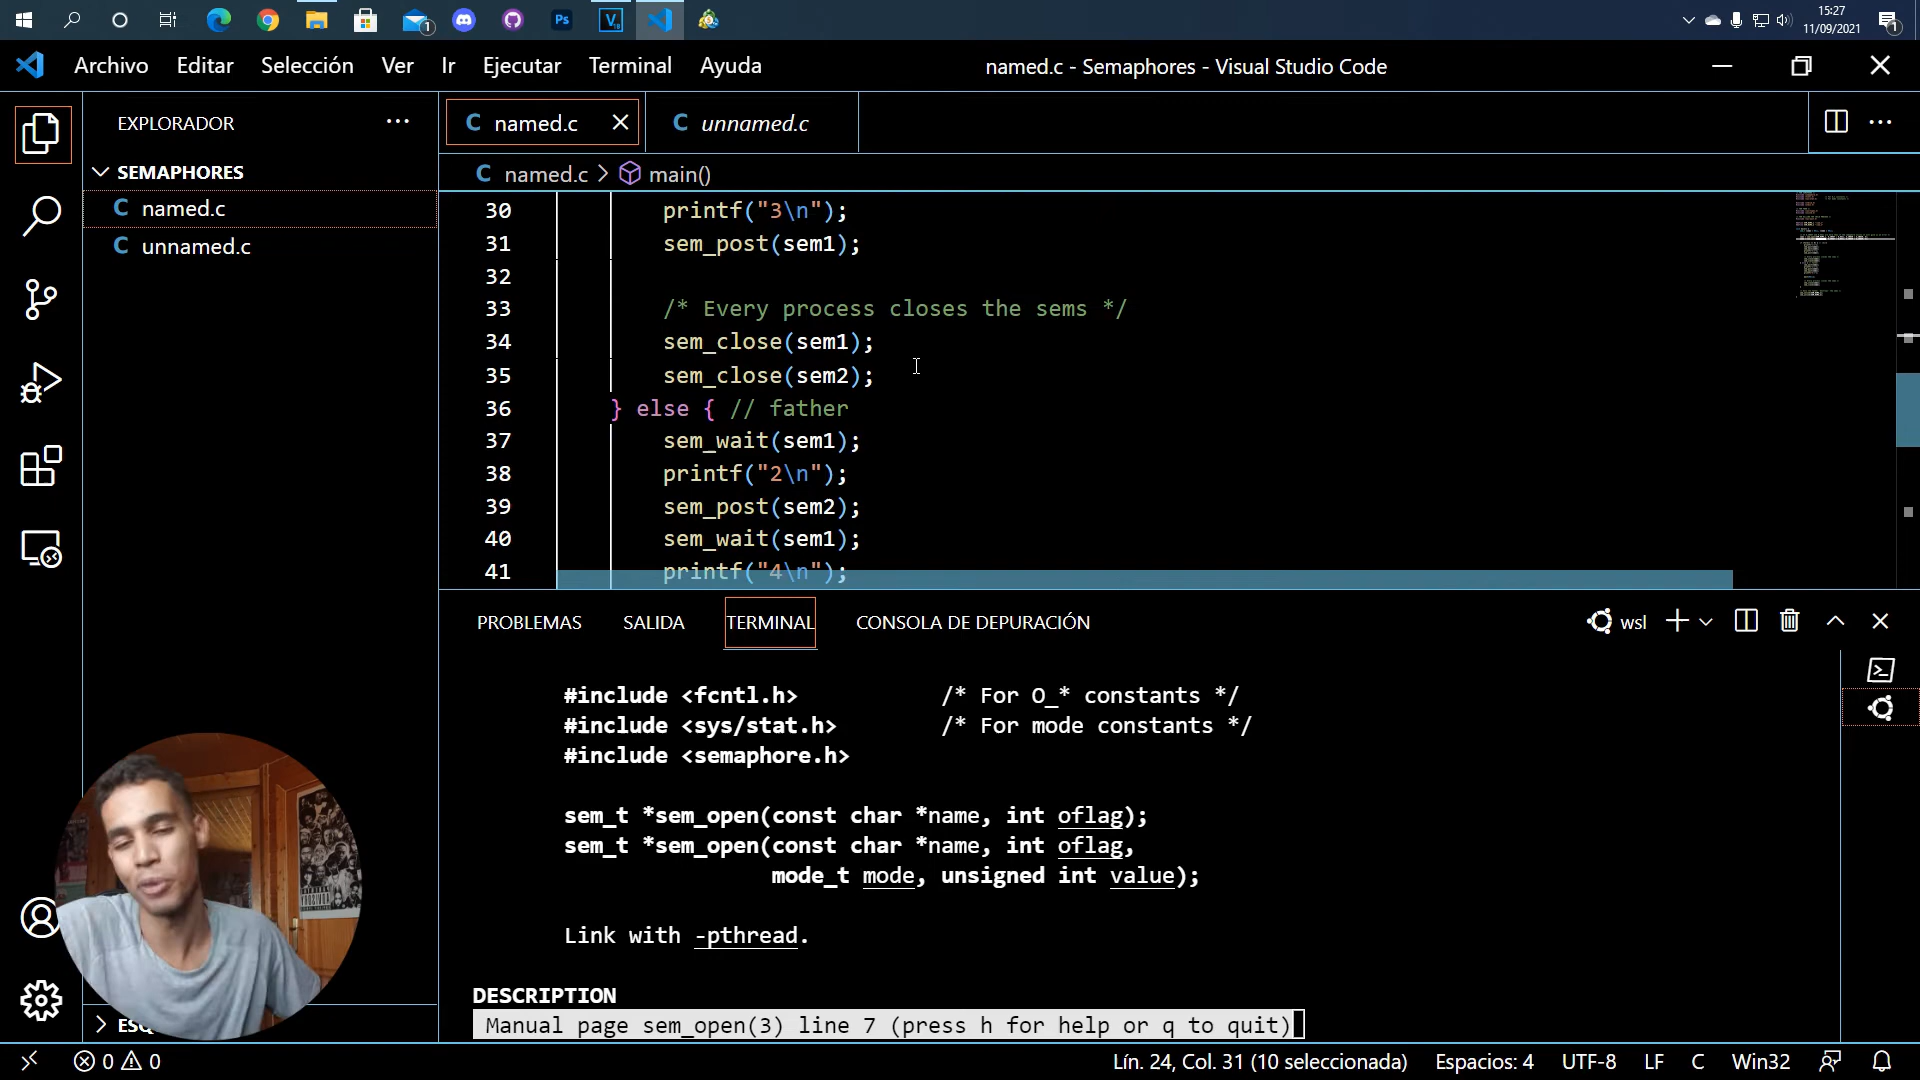 1
Ps
V
15:27
11/09/2021
1
Archivo Editar Selección Ver Ir Ejecutar Terminal Ayuda
named.c - Semaphores - Visual Studio Code
EXPLORADOR
SEMAPHORES
C named.c
C unnamed.c
C named.c
C unnamed.c
C named.c > main()
30 printf("3\n");
31 sem_post(sem1);
32
33 /* Every process closes the sems */
34 sem_close(sem1);
35 sem_close(sem2);
36 } else { // father
37 sem_wait(sem1);
38 printf("2\n");
39 sem_post(sem2);
40 sem_wait(sem1);
41 printf("4\n");
PROBLEMAS SALIDA TERMINAL CONSOLA DE DEPURACIÓN
wsl
#include <fcntl.h> /* For O_* constants */
#include <sys/stat.h> /* For mode constants */
#include <semaphore.h>
sem_t *sem_open(const char *name, int oflag);
sem_t *sem_open(const char *name, int oflag,
mode_t mode, unsigned int value);
Link with -pthread.
DESCRIPTION
Manual page sem_open(3) line 7 (press h for help or q to quit)
0 0
Lín. 24, Col. 31 (10 seleccionada) Espacios: 4 UTF-8 LF C Win32